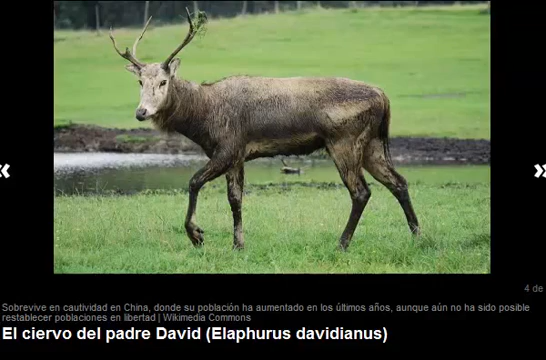 «
»
4 de
Sobrevive en cautividad en China, donde su población ha aumentado en los últimos años, aunque aún no ha sido posible
restablecer poblaciones en libertad | Wikimedia Commons
El ciervo del padre David (Elaphurus davidianus)